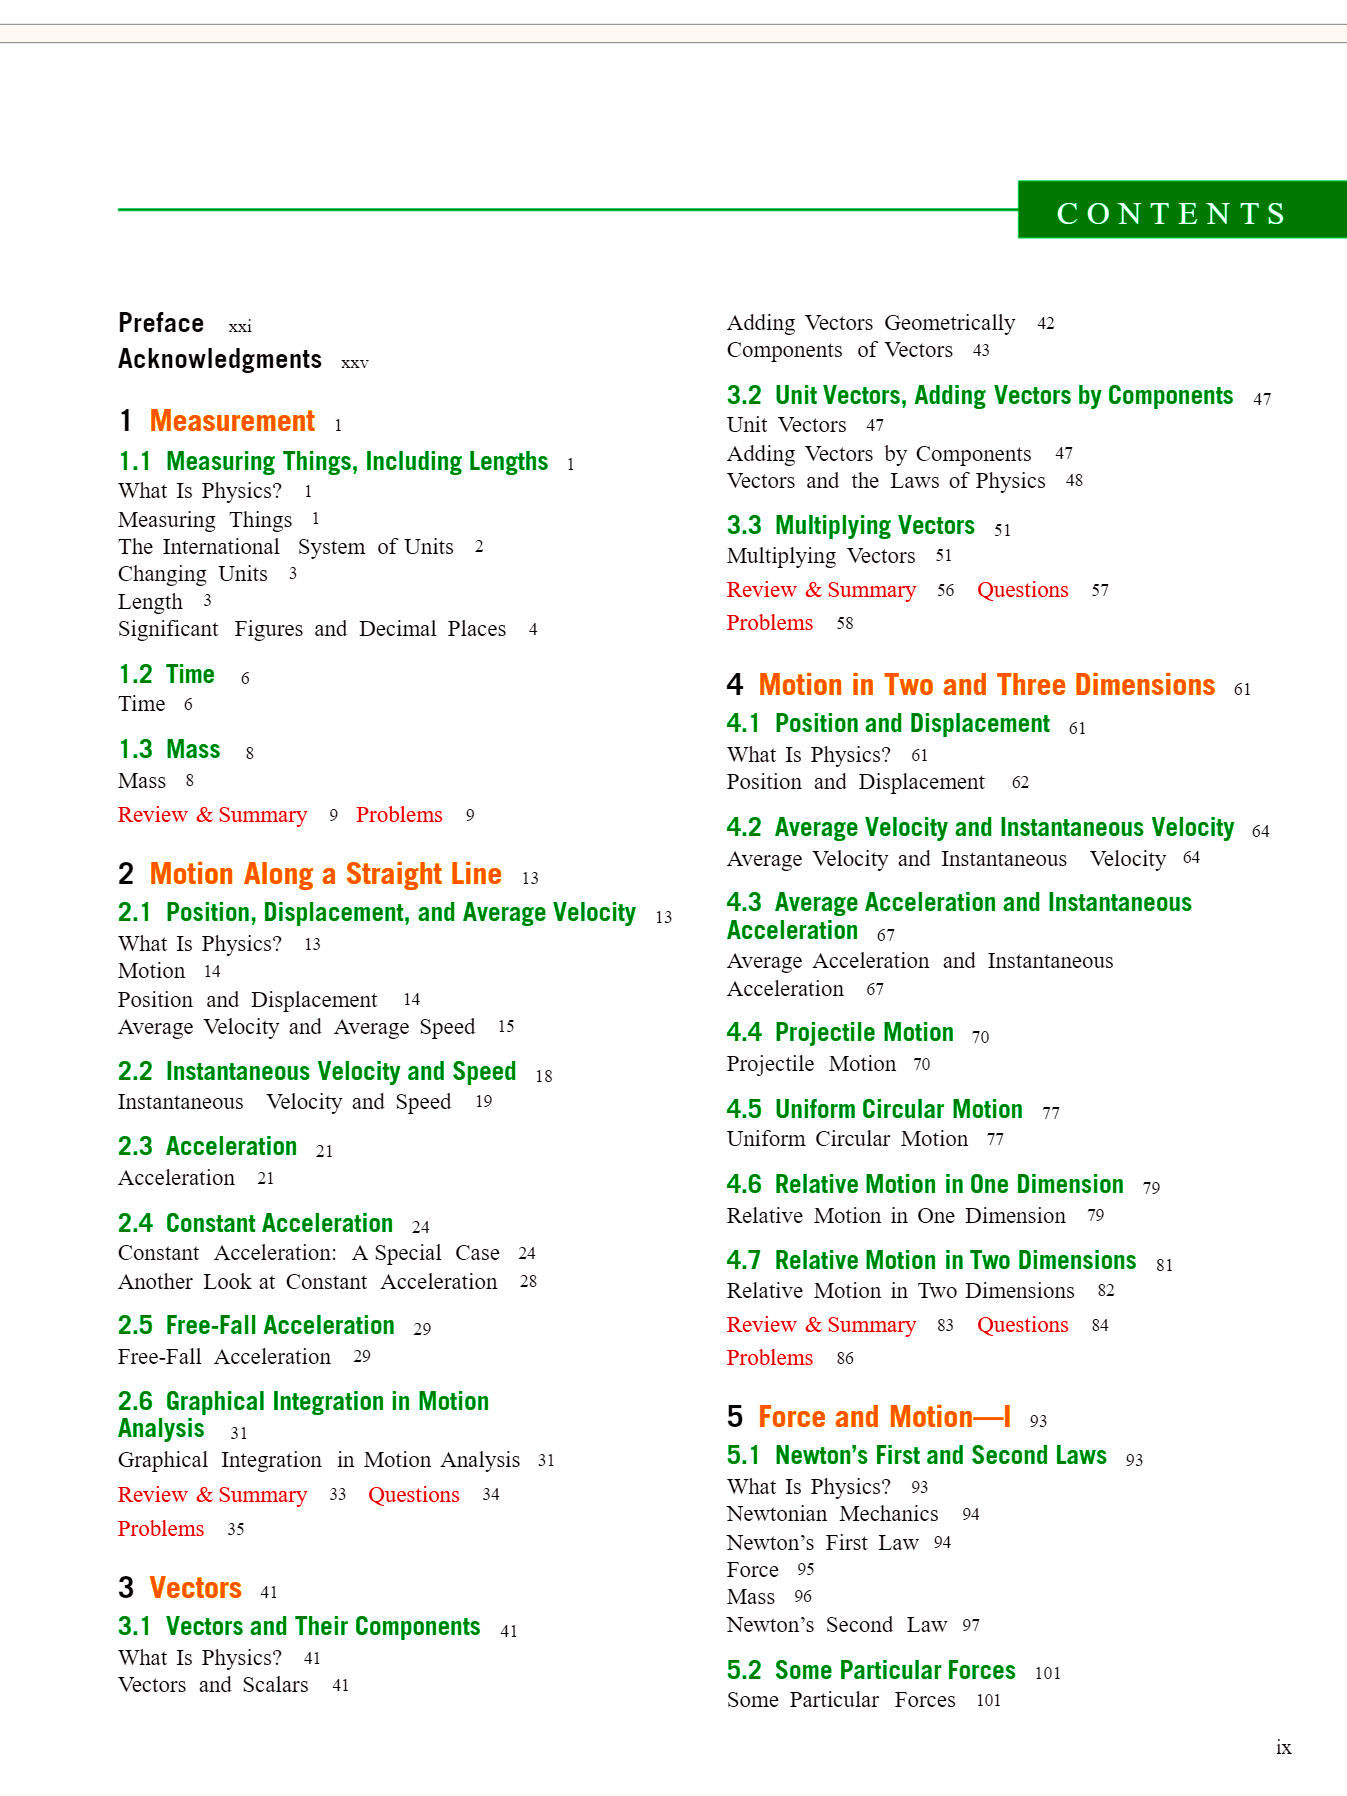 CONTENTS
Preface xxi
Acknowledgments xxv
1 Measurement 1
1.1 Measuring Things, Including Lengths 1
What Is Physics? 1
Measuring Things 1
The International System of Units 2
Changing Units 3
Length 3
Significant Figures and Decimal Places 4
1.2 Time 6
Time 6
1.3 Mass 8
Mass 8
Review & Summary 9 Problems 9
2 Motion Along a Straight Line 13
2.1 Position, Displacement, and Average Velocity 13
What Is Physics? 13
Motion 14
Position and Displacement 14
Average Velocity and Average Speed 15
2.2 Instantaneous Velocity and Speed 18
Instantaneous Velocity and Speed 19
2.3 Acceleration 21
Acceleration 21
2.4 Constant Acceleration 24
Constant Acceleration: A Special Case 24
Another Look at Constant Acceleration 28
2.5 Free-Fall Acceleration 29
Free-Fall Acceleration 29
2.6 Graphical Integration in Motion
Analysis 31
Graphical Integration in Motion Analysis 31
Review & Summary 33 Questions 34
Problems 35
3 Vectors 41
3.1 Vectors and Their Components 41
What Is Physics? 41
Vectors and Scalars 41
Adding Vectors Geometrically 42
Components of Vectors 43
3.2 Unit Vectors, Adding Vectors by Components 47
Unit Vectors 47
Adding Vectors by Components 47
Vectors and the Laws of Physics 48
3.3 Multiplying Vectors 51
Multiplying Vectors 51
Review & Summary 56 Questions 57
Problems 58
4 Motion in Two and Three Dimensions 61
4.1 Position and Displacement 61
What Is Physics? 61
Position and Displacement 62
4.2 Average Velocity and Instantaneous Velocity 64
Average Velocity and Instantaneous Velocity 64
4.3 Average Acceleration and Instantaneous
Acceleration 67
Average Acceleration and Instantaneous
Acceleration 67
4.4 Projectile Motion 70
Projectile Motion 70
4.5 Uniform Circular Motion 77
Uniform Circular Motion 77
4.6 Relative Motion in One Dimension 79
Relative Motion in One Dimension 79
4.7 Relative Motion in Two Dimensions 81
Relative Motion in Two Dimensions 82
Review & Summary 83 Questions 84
Problems 86
5 Force and Motion—I 93
5.1 Newton’s First and Second Laws 93
What Is Physics? 93
Newtonian Mechanics 94
Newton’s First Law 94
Force 95
Mass 96
Newton’s Second Law 97
5.2 Some Particular Forces 101
Some Particular Forces 101
ix